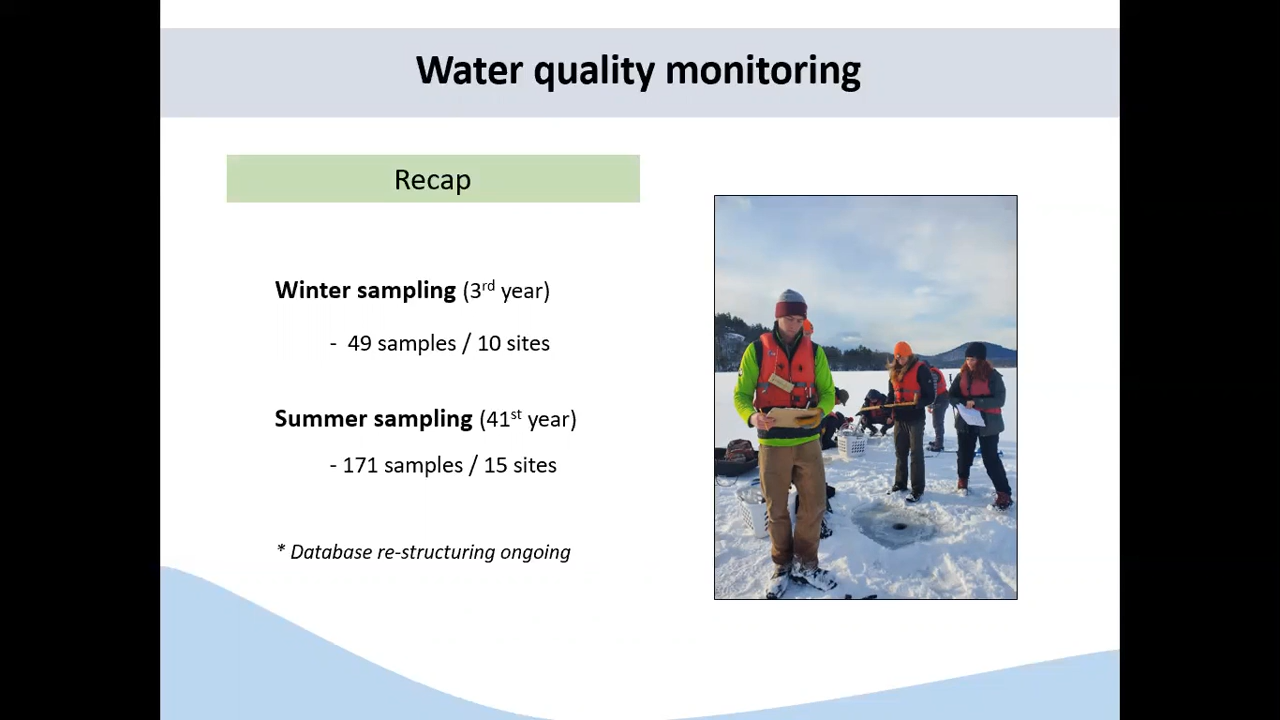 Water quality monitoring
Recap
Winter sampling (3rd year)
- 49 samples / 10 sites
Summer sampling (41st year)
- 171 samples / 15 sites
* Database re-structuring ongoing